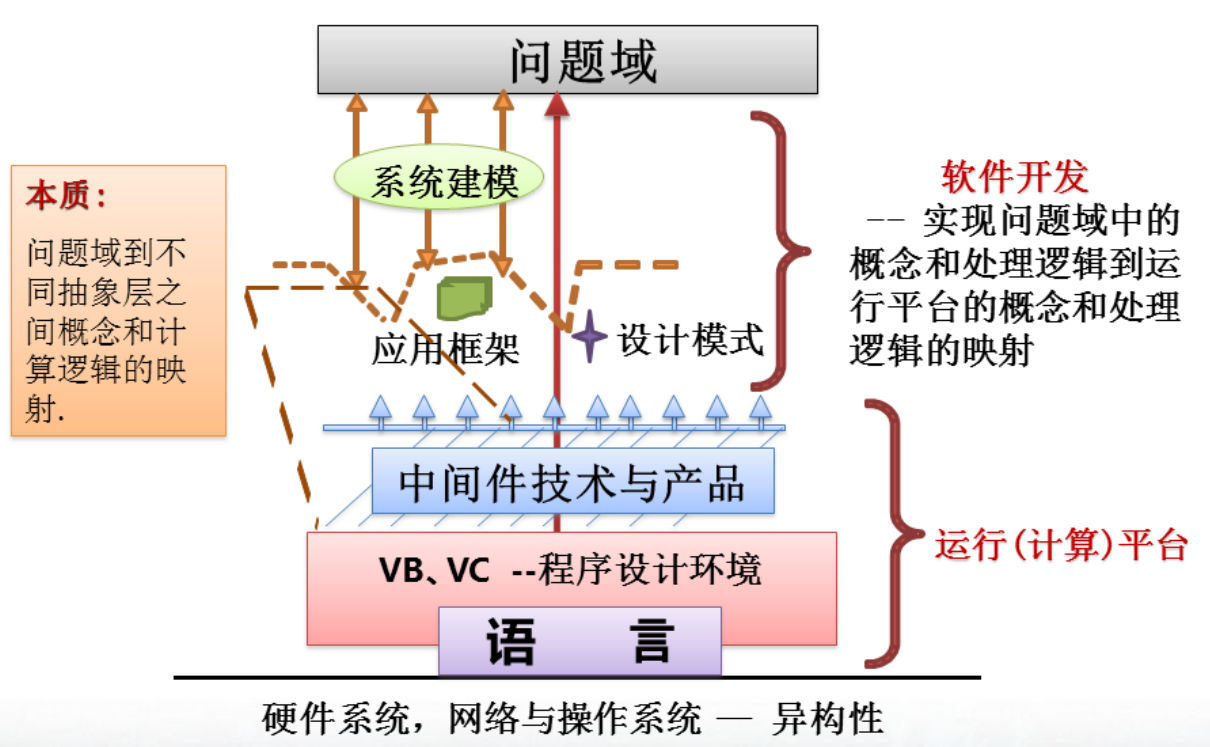 问题域
系统建模
本质:
问题域到不
同抽象层之
间概念和计
算逻辑的映
射.
应用框架
设计模式
软件开发
-- 实现问题域中的
概念和处理逻辑到运
行平台的概念和处理
逻辑的映射
中间件技术与产品
VB、VC --程序设计环境
语 言
运行(计算)平台
硬件系统，网络与操作系统 — 异构性